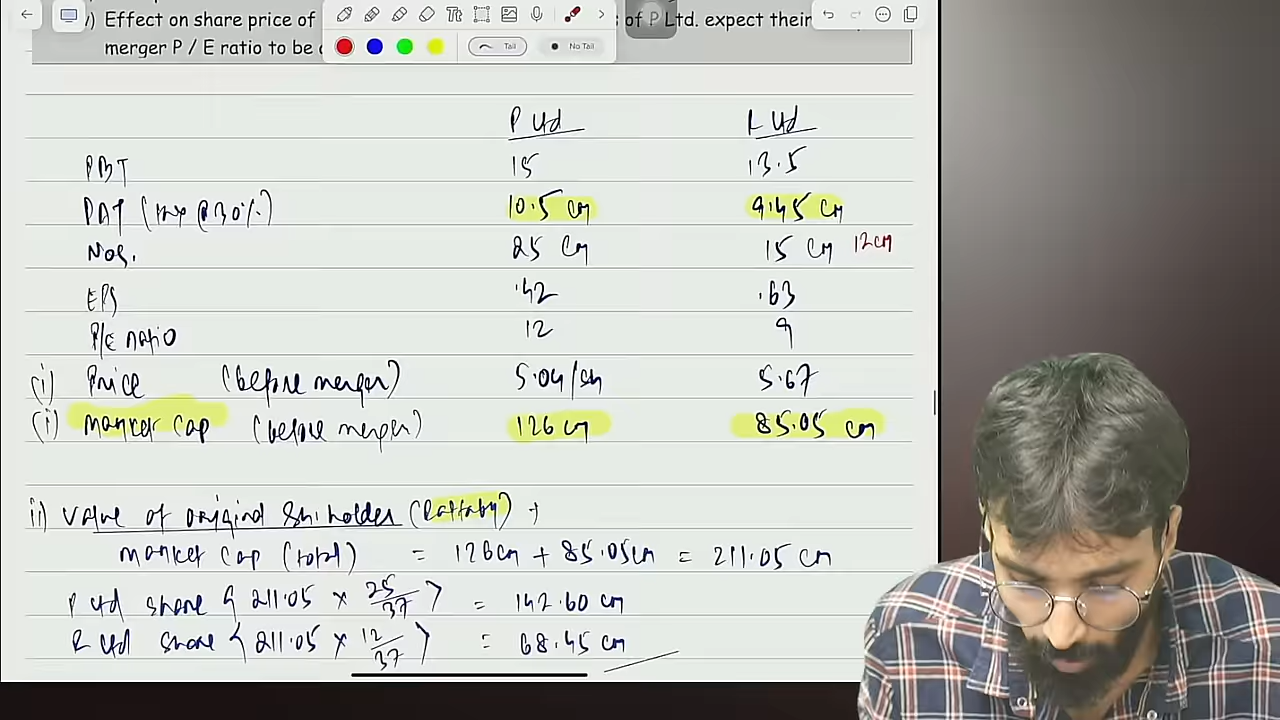 ) Effect on share price of of P Ltd. expect their
merger P / E ratio to be
Tail No Tail
P Ltd R Ltd
PBT 15 13.5
PAT (Tax @30%) 10.5 cr 9.45 cr
Nos. 25 cr 15 cr 12cr
EPS .42 .63
P/E ratio 12 9
(i) Price (before merger) 5.04/sh 5.67
(i) market cap (before merger) 126 cr 85.05 cr
ii) value of original Shholder :
market cap (total) = 126cr + 85.05cr = 211.05 cr
P Ltd share { 211.05 × 25/37 } = 142.60 cr
R Ltd share { 211.05 × 12/37 } = 68.45 cr